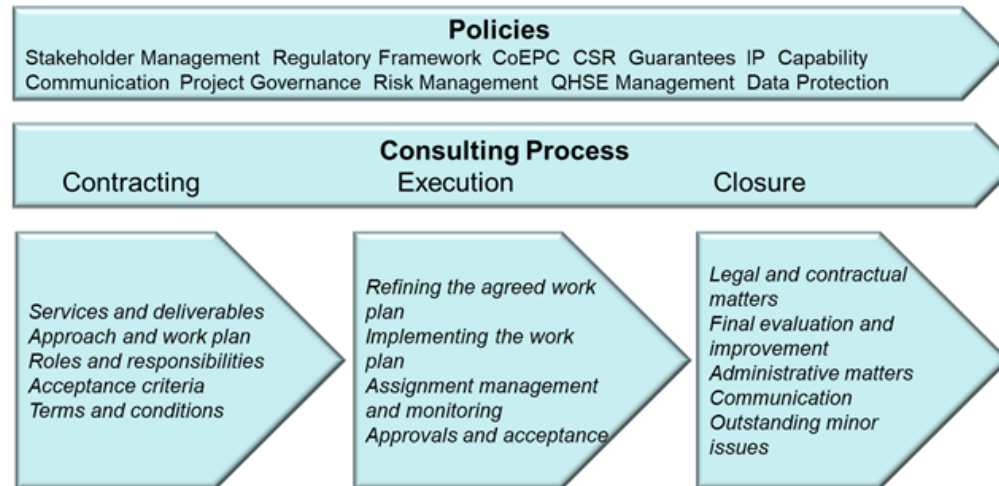 Policies
Stakeholder Management Regulatory Framework CoEPC CSR Guarantees IP Capability
Communication Project Governance Risk Management QHSE Management Data Protection
Consulting Process
Contracting Execution Closure
Services and deliverables
Approach and work plan
Roles and responsibilities
Acceptance criteria
Terms and conditions
Refining the agreed work
plan
Implementing the work
plan
Assignment management
and monitoring
Approvals and acceptance
Legal and contractual
matters
Final evaluation and
improvement
Administrative matters
Communication
Outstanding minor
issues